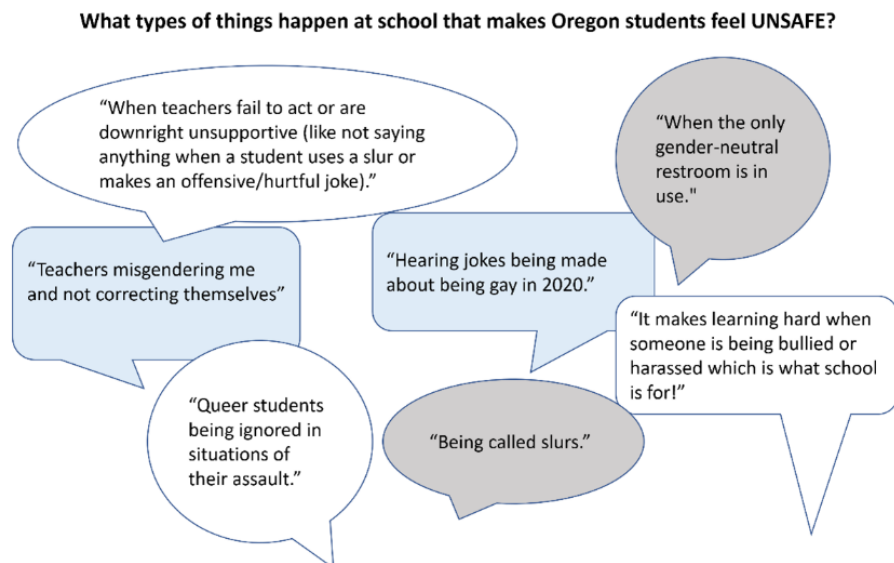 What types of things happen at school that makes Oregon students feel UNSAFE?
“When teachers fail to act or are
downright unsupportive (like not saying
anything when a student uses a slur or
makes an offensive/hurtful joke).”
“When the only
gender-neutral
restroom is in
use."
“Teachers misgendering me
and not correcting themselves”
“Hearing jokes being made
about being gay in 2020.”
“It makes learning hard when
someone is being bullied or
harassed which is what school
is for!”
“Queer students
being ignored in
situations of
their assault.”
“Being called slurs.”